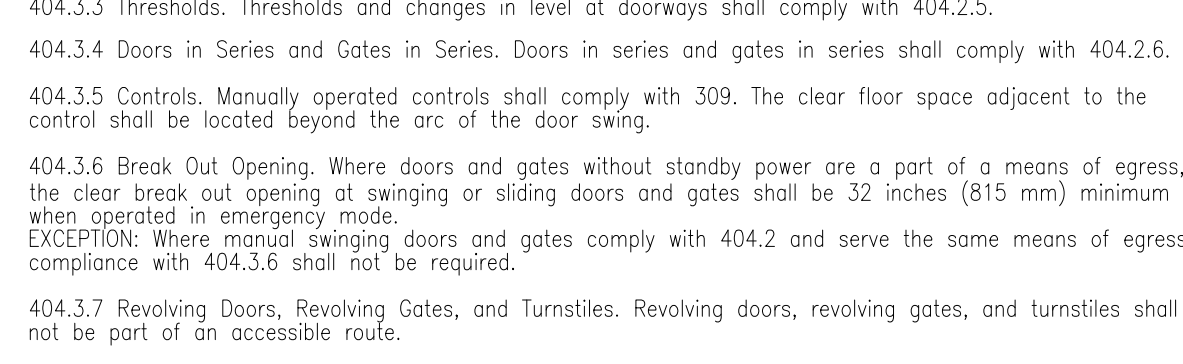 404.3.3 Thresholds. Thresholds and changes in level at doorways shall comply with 404.2.5.
404.3.4 Doors in Series and Gates in Series. Doors in series and gates in series shall comply with 404.2.6.
404.3.5 Controls. Manually operated controls shall comply with 309. The clear floor space adjacent to the
control shall be located beyond the arc of the door swing.
404.3.6 Break Out Opening. Where doors and gates without standby power are a part of a means of egress,
the clear break out opening at swinging or sliding doors and gates shall be 32 inches (815 mm) minimum
when operated in emergency mode.
EXCEPTION: Where manual swinging doors and gates comply with 404.2 and serve the same means of egress
compliance with 404.3.6 shall not be required.
404.3.7 Revolving Doors, Revolving Gates, and Turnstiles. Revolving doors, revolving gates, and turnstiles shall
not be part of an accessible route.